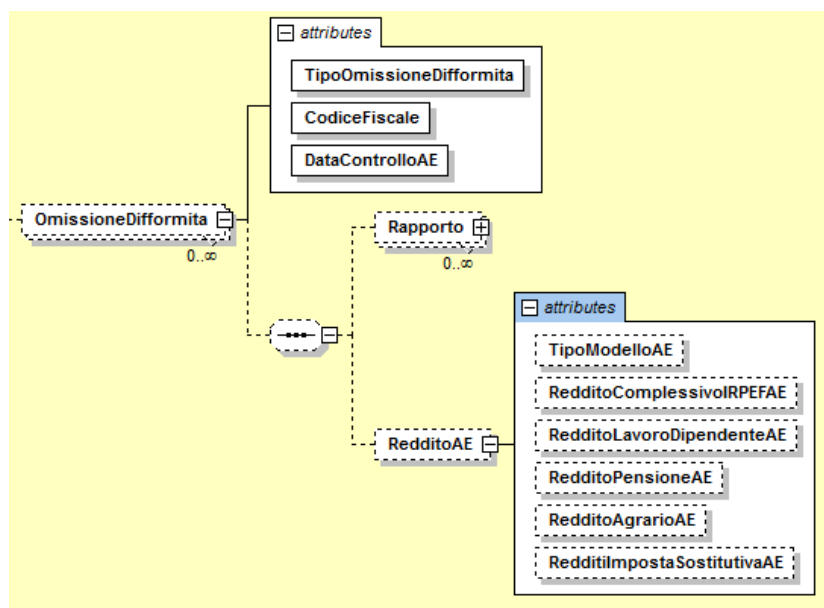 attributes
TipoOmissioneDifformita
CodiceFiscale
DataControlloAE
OmissioneDifformita
0..∞
Rapporto
0..∞
attributes
TipoModelloAE
RedditoComplessivoIRPEFAE
RedditoLavoroDipendenteAE
RedditoAE
RedditoPensioneAE
RedditoAgrarioAE
RedditiImpostaSostitutivaAE